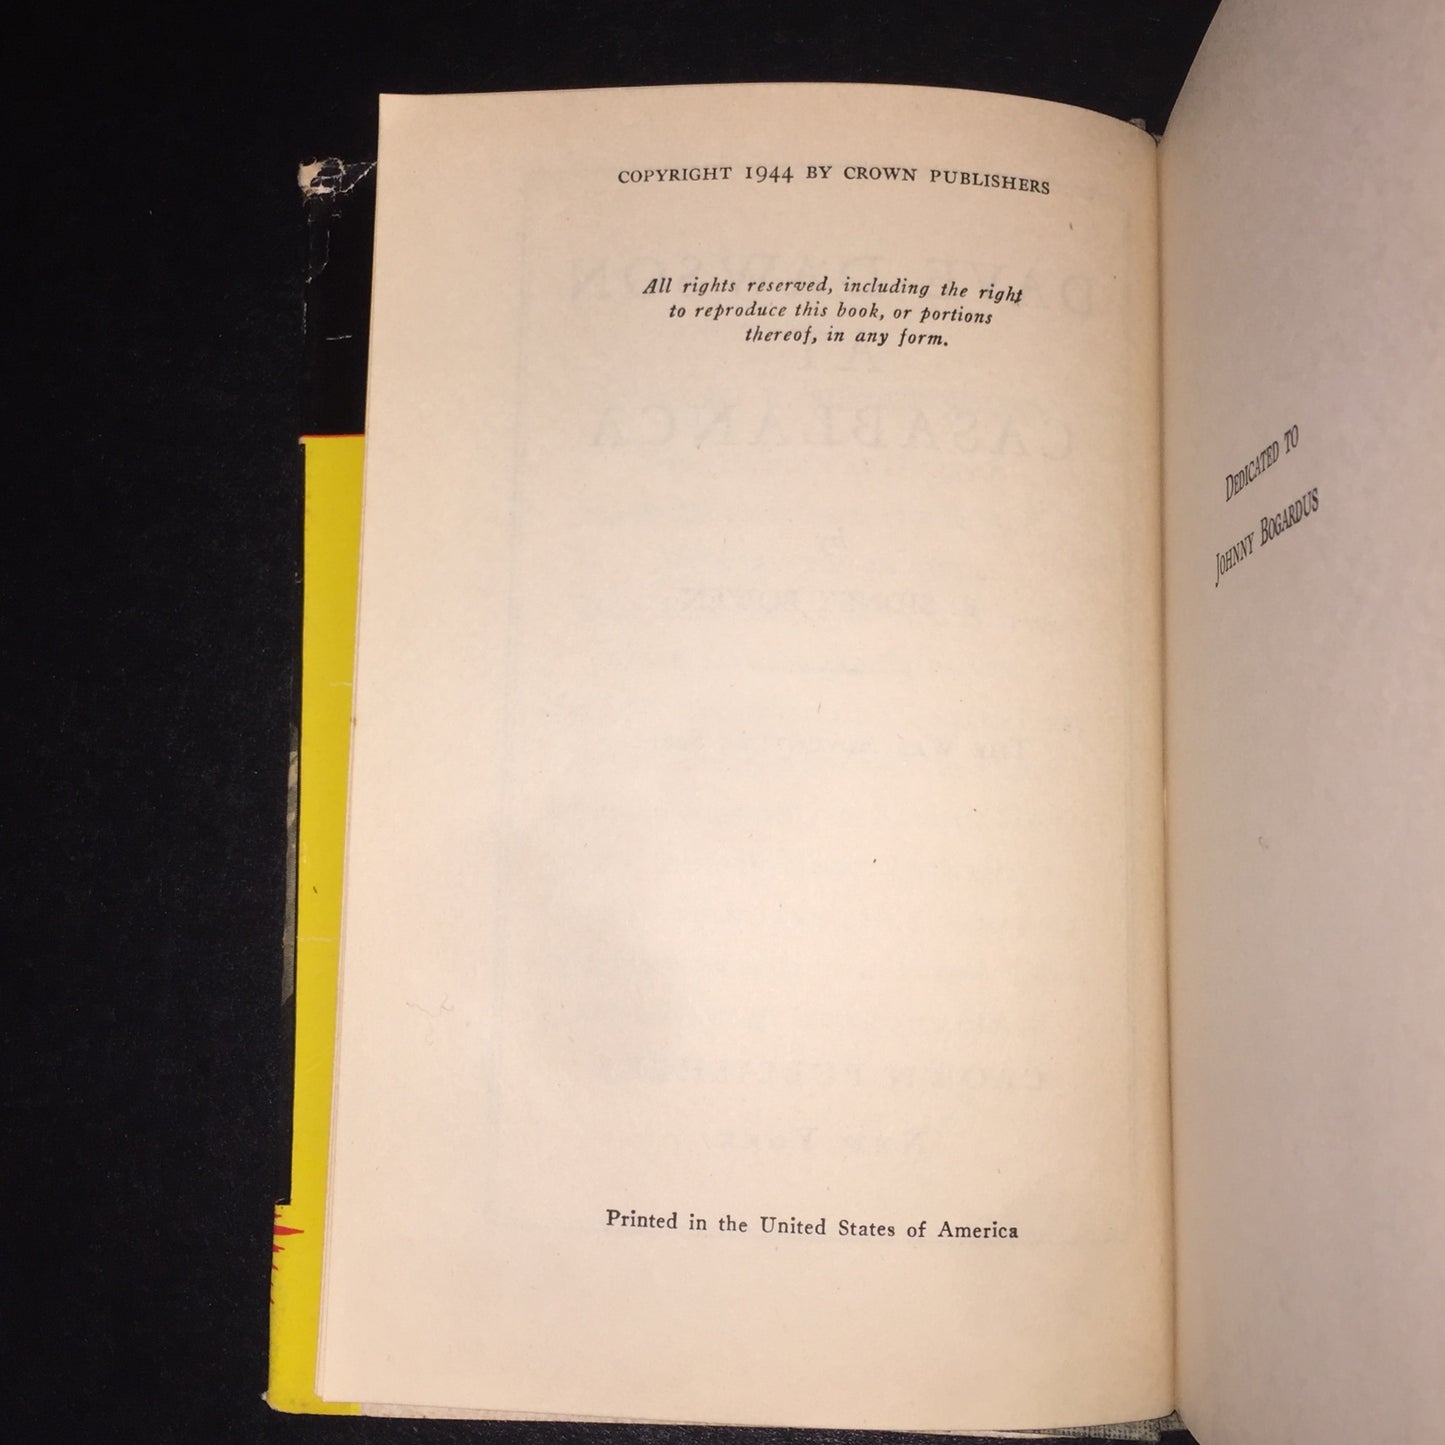 COPYRIGHT 1944 BY CROWN PUBLISHERS
All rights reserved, including the right
to reproduce this book, or portions
thereof, in any form.
Printed in the United States of America
DEDICATED TO
JOHNNY BOGARDUS